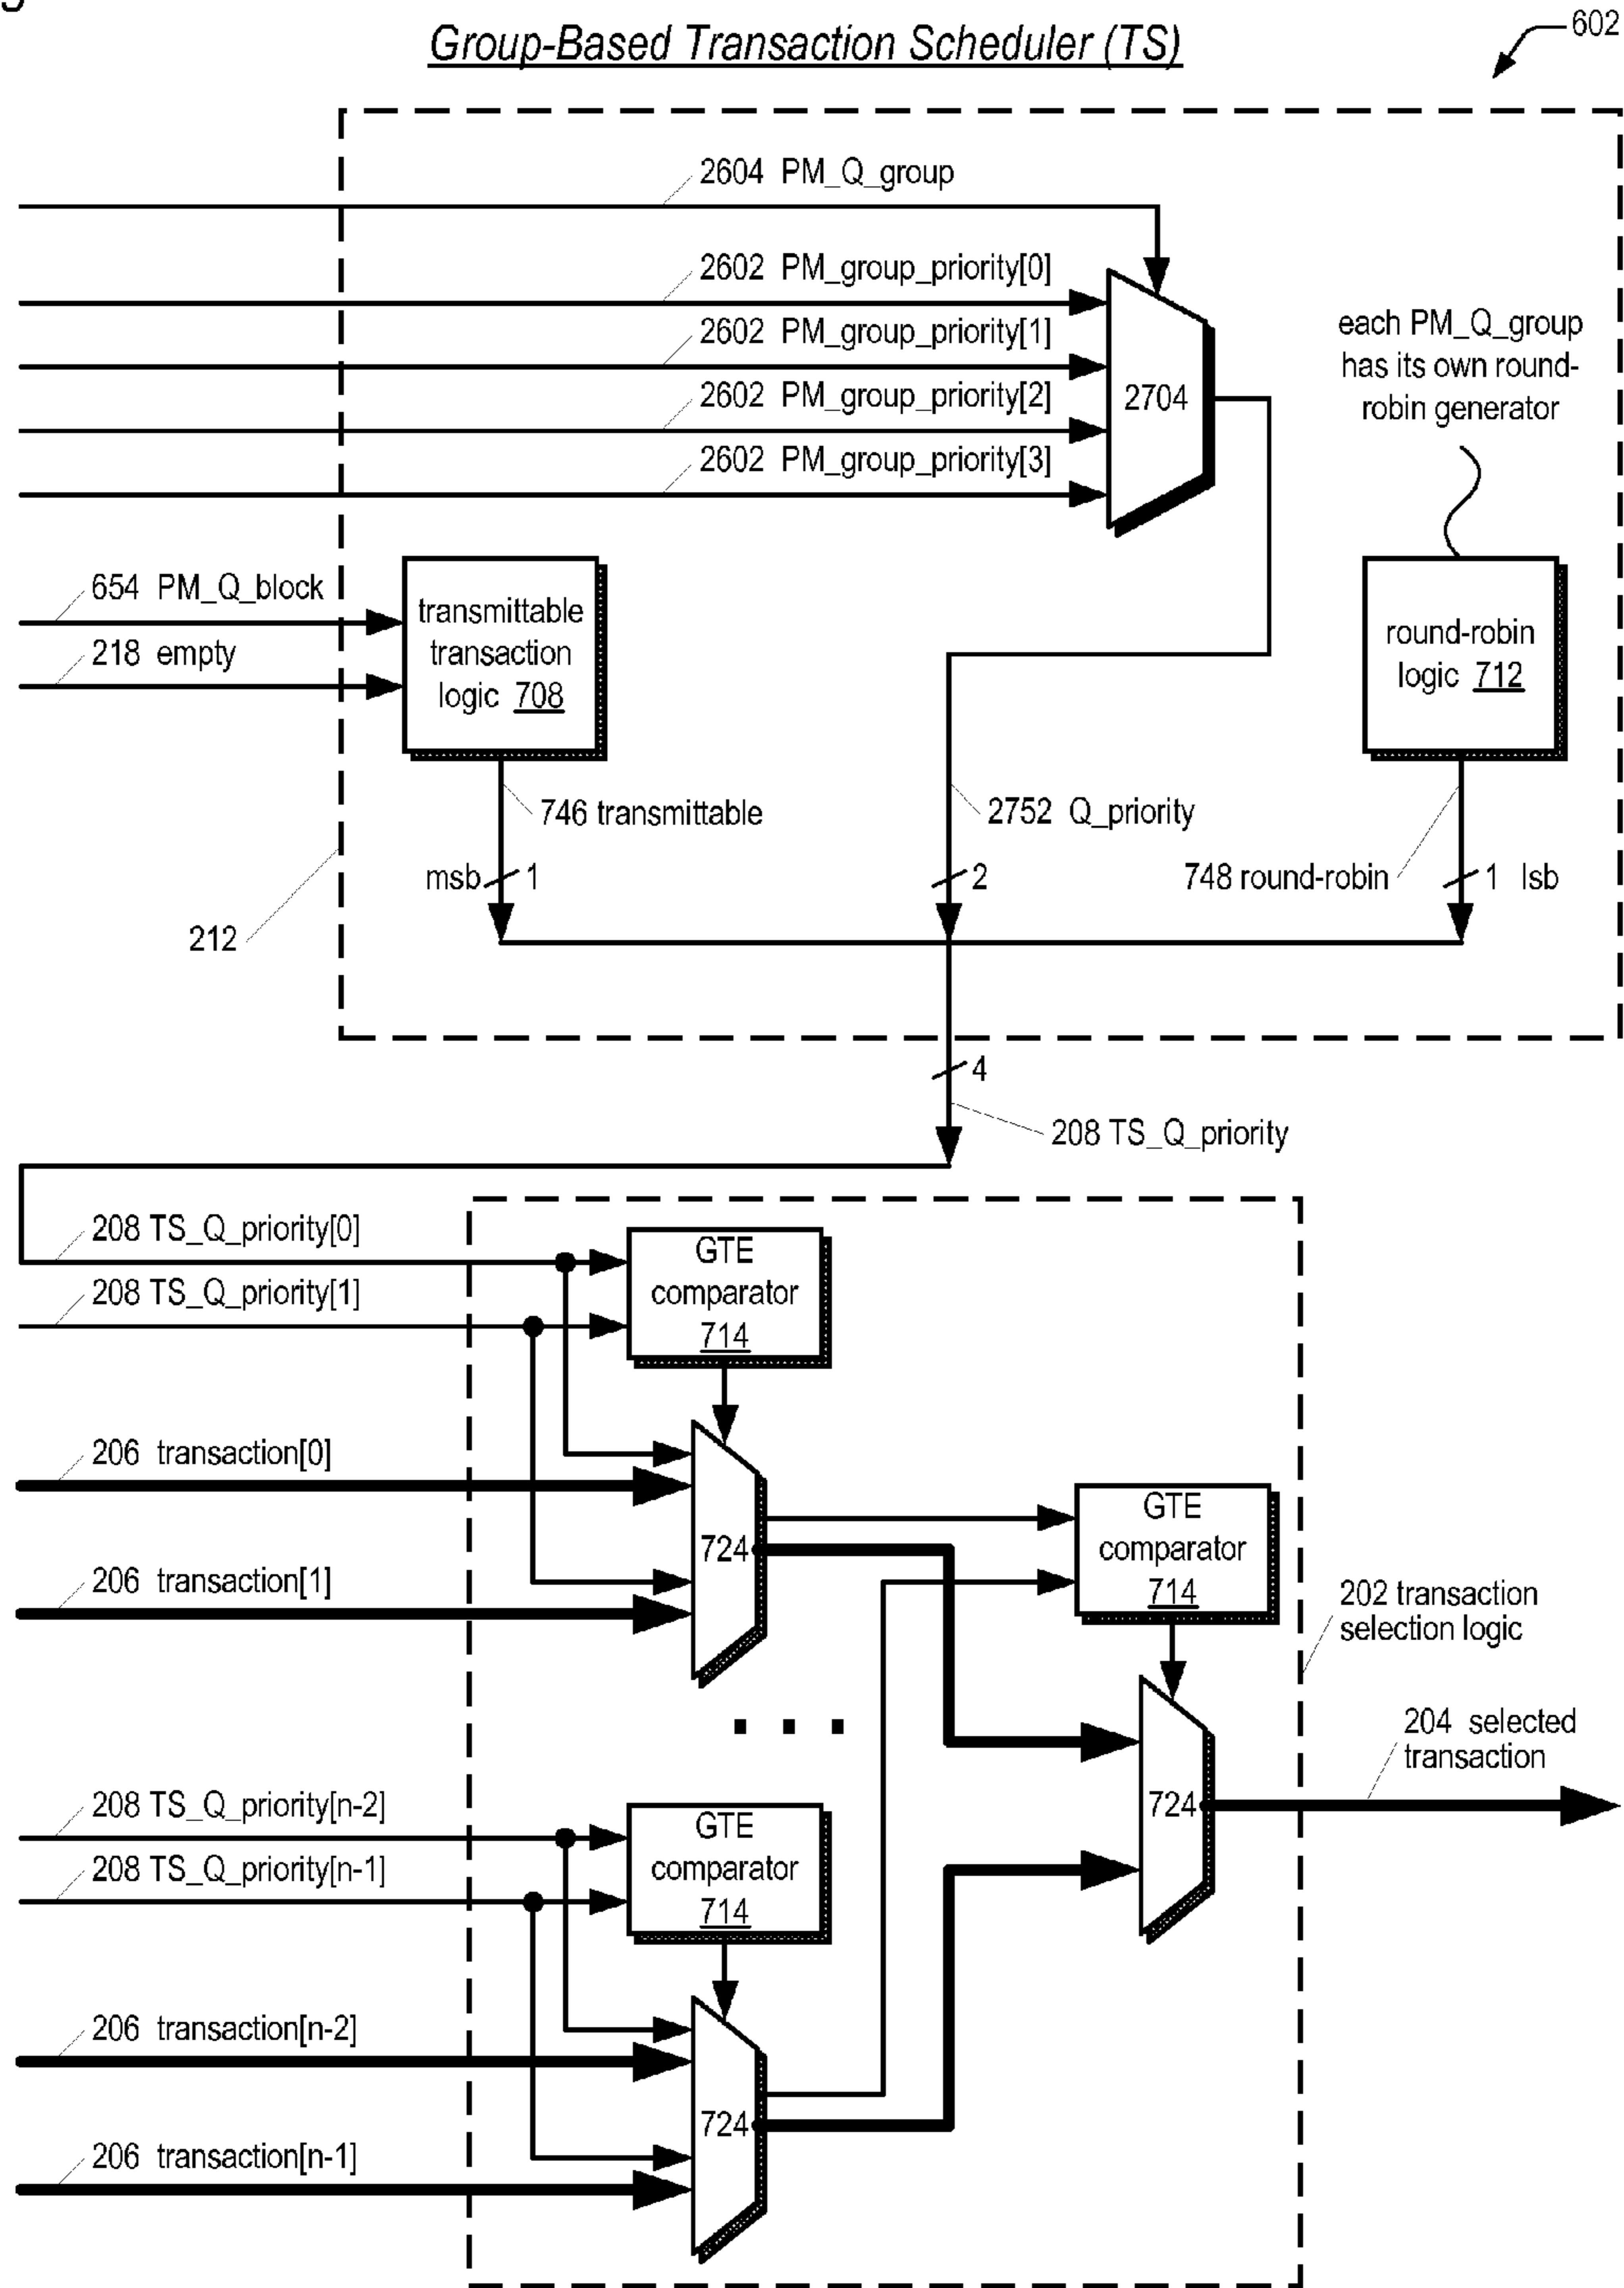 Group-Based Transaction Scheduler (TS)
602
2604 PM_Q_group
2602 PM_group_priority[0]
2602 PM_group_priority[1]
2602 PM_group_priority[2]
2602 PM_group_priority[3]
2704
each PM_Q_group
has its own round-
robin generator
654 PM_Q_block
218 empty
transmittable
transaction
logic 708
round-robin
logic 712
746 transmittable
2752 Q_priority
748 round-robin
msb 1
2
1 lsb
212
4
208 TS_Q_priority
208 TS_Q_priority[0]
208 TS_Q_priority[1]
GTE
comparator
714
206 transaction[0]
206 transaction[1]
724
GTE
comparator
714
202 transaction
selection logic
204 selected
transaction
724
208 TS_Q_priority[n-2]
208 TS_Q_priority[n-1]
GTE
comparator
714
206 transaction[n-2]
206 transaction[n-1]
724